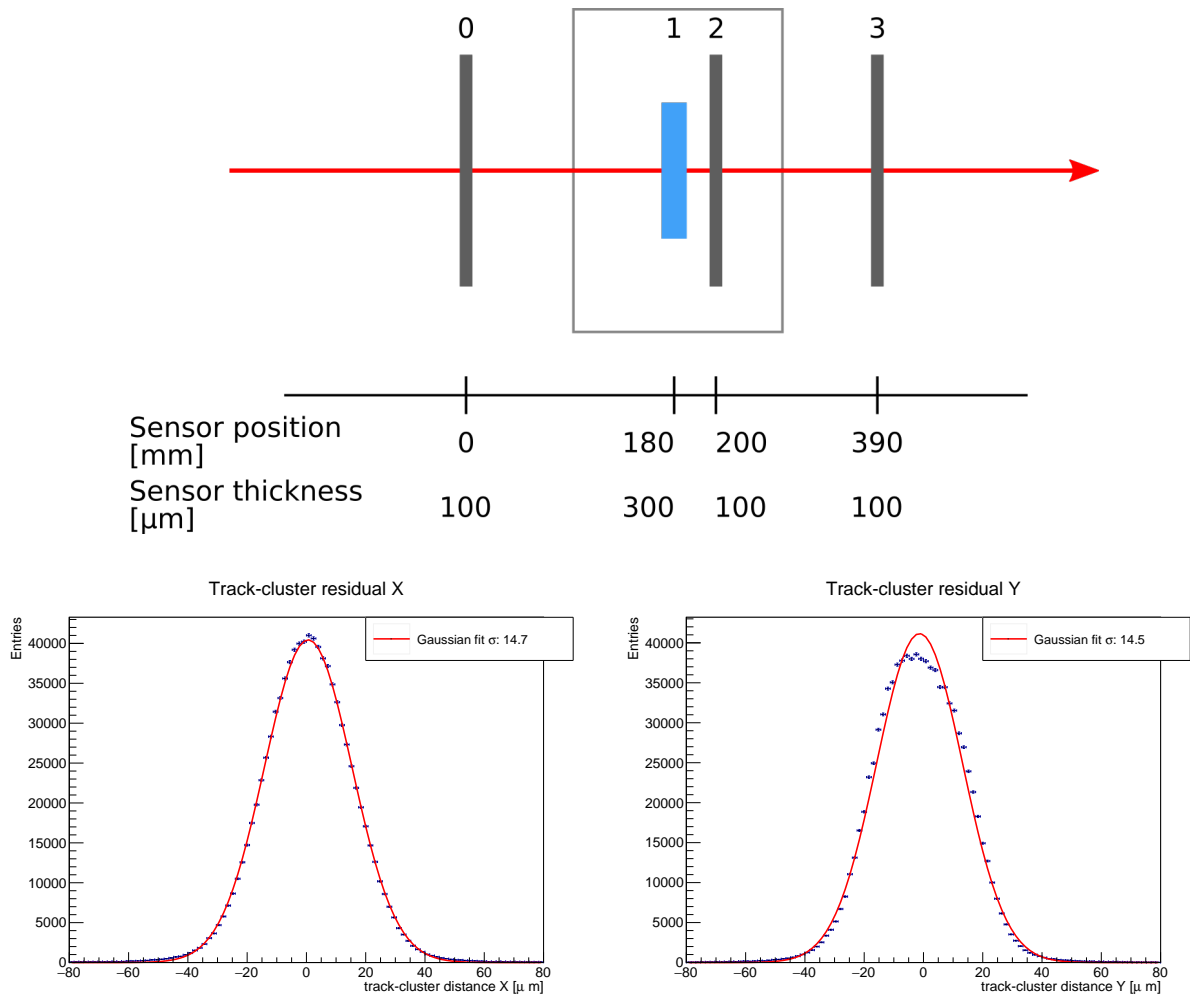 0 1 2 3
Sensor position
[mm]
0 180 200 390
Sensor thickness
[µm]
100 300 100 100
Track-cluster residual X
Entries
Gaussian fit σ: 14.7
40000
35000
30000
25000
20000
15000
10000
5000
0
−80 −60 −40 −20 0 20 40 60 80
track-cluster distance X [µ m]
Track-cluster residual Y
Entries
Gaussian fit σ: 14.5
40000
35000
30000
25000
20000
15000
10000
5000
0
−80 −60 −40 −20 0 20 40 60 80
track-cluster distance Y [µ m]